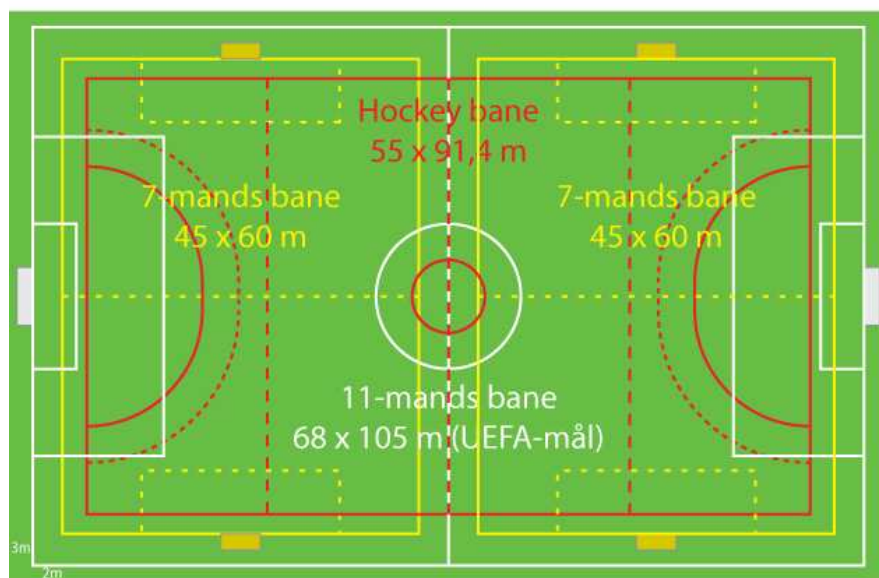 Hockey bane
55 x 91,4 m
7-mands bane
45 x 60 m
7-mands bane
45 x 60 m
11-mands bane
68 x 105 m (UEFA-mål)
3m
2m